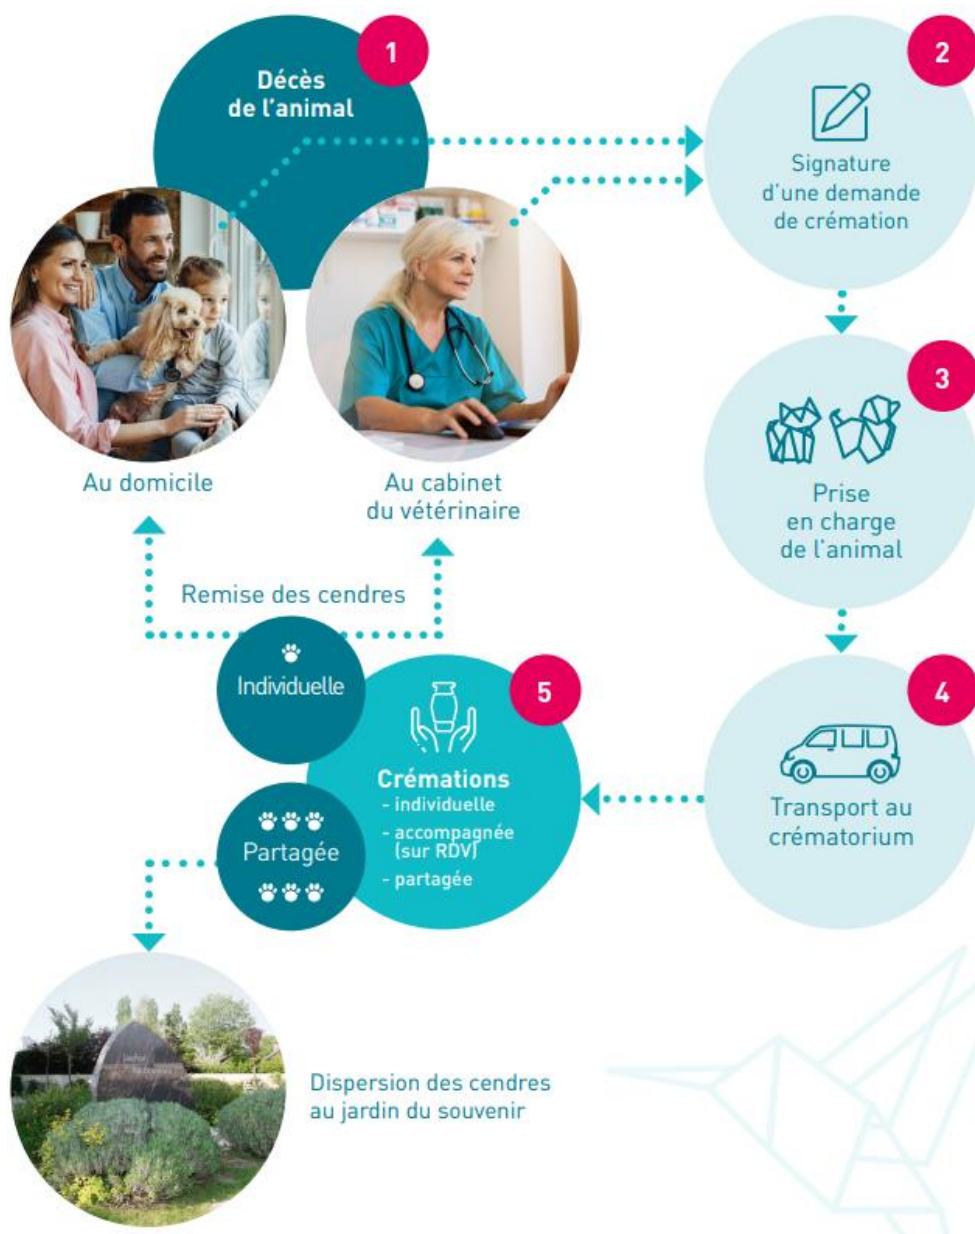 1
Décès
de l'animal
2
Signature
d'une demande
de crémation
Au domicile
Au cabinet
du vétérinaire
3
Prise
en charge
de l'animal
Remise des cendres
Individuelle
4
Transport au
crématorium
5
Crémations
- individuelle
- accompagnée
(sur RDV)
- partagée
Partagée
Dispersion des cendres
au jardin du souvenir